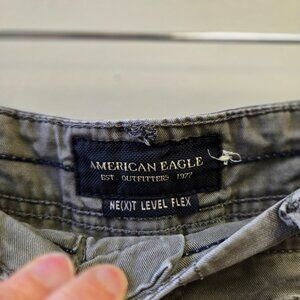 AMERICAN EAGLE
EST. OUTFITTERS 1977
NE(X)T LEVEL FLEX